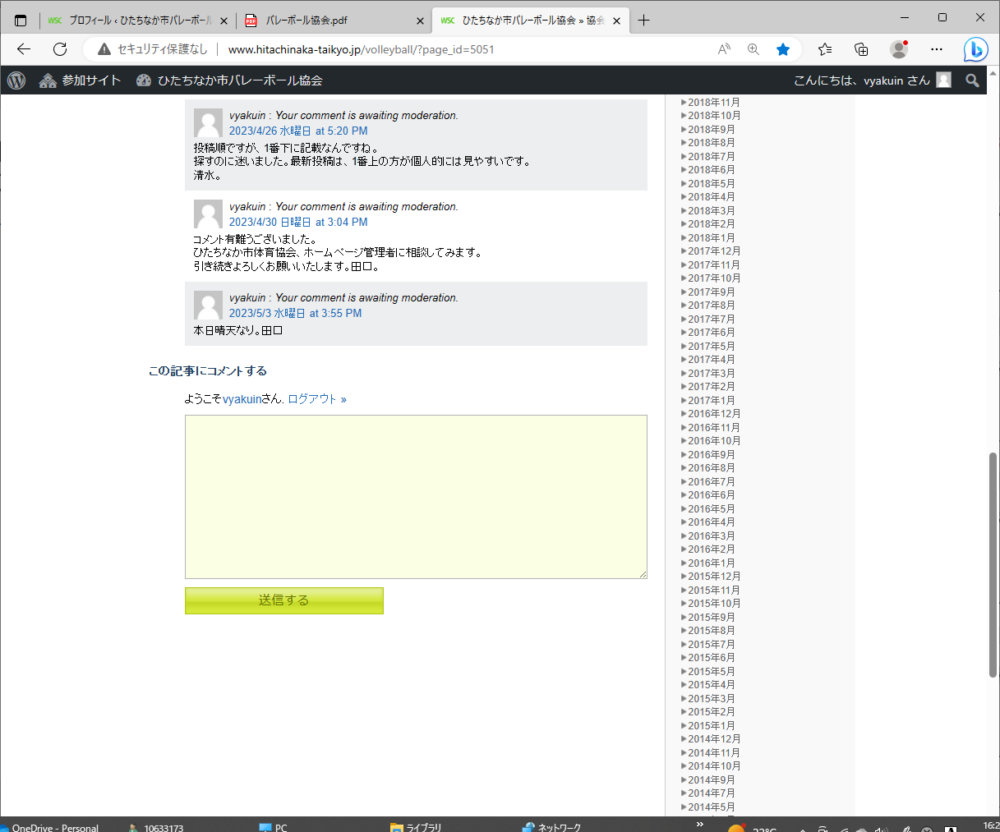 WSC プロフィール ‹ ひたちなか市バレーボール
PDF バレーボール協会.pdf
WSC ひたちなか市バレーボール協会 » 協会
セキュリティ保護なし | www.hitachinaka-taikyo.jp/volleyball/?page_id=5051
参加サイト ひたちなか市バレーボール協会 こんにちは、vyakuin さん
vyakuin : Your comment is awaiting moderation.
2023/4/26 水曜日 at 5:20 PM
投稿順ですが、1番下に記載なんですね。
探すのに迷いました。最新投稿は、1番上の方が個人的には見やすいです。
清水。
vyakuin : Your comment is awaiting moderation.
2023/4/30 日曜日 at 3:04 PM
コメント有難うございました。
ひたちなか市体育協会、ホームページ管理者に相談してみます。
引き続きよろしくお願いいたします。田口。
vyakuin : Your comment is awaiting moderation.
2023/5/3 水曜日 at 3:55 PM
本日晴天なり。田口
この記事にコメントする
ようこそvyakuinさん. ログアウト »
送信する
2018年11月
2018年10月
2018年9月
2018年8月
2018年7月
2018年6月
2018年5月
2018年4月
2018年3月
2018年2月
2018年1月
2017年12月
2017年11月
2017年10月
2017年9月
2017年8月
2017年7月
2017年6月
2017年5月
2017年4月
2017年3月
2017年2月
2017年1月
2016年12月
2016年11月
2016年10月
2016年9月
2016年8月
2016年7月
2016年6月
2016年5月
2016年4月
2016年3月
2016年2月
2016年1月
2015年12月
2015年11月
2015年10月
2015年9月
2015年8月
2015年7月
2015年6月
2015年5月
2015年4月
2015年3月
2015年2月
2015年1月
2014年12月
2014年11月
2014年10月
2014年9月
2014年7月
2014年5月
OneDrive - Personal 10633173 PC ライブラリ ネットワーク » 22°C 16:2